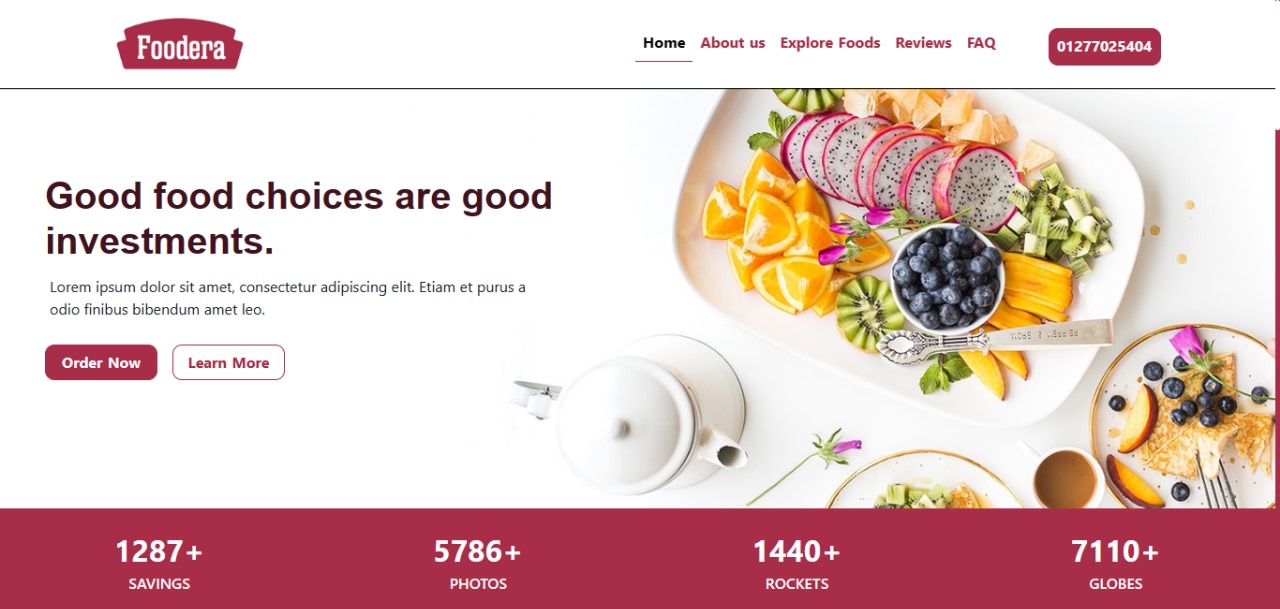 Foodera
Home About us Explore Foods Reviews FAQ
01277025404
Good food choices are good
investments.
Lorem ipsum dolor sit amet, consectetur adipiscing elit. Etiam et purus a
odio finibus bibendum amet leo.
Order Now Learn More
1287+ 5786+ 1440+ 7110+
SAVINGS PHOTOS ROCKETS GLOBES